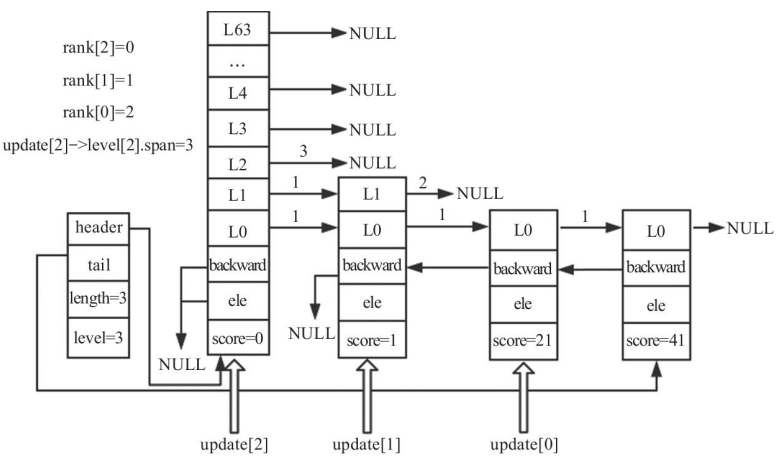 rank[2]=0
rank[1]=1
rank[0]=2
update[2]->level[2].span=3
L63
NULL
…
L4
NULL
L3
NULL
L2
3
NULL
L1
1
L1
2
NULL
header
L0
1
L0
1
L0
1
L0
NULL
tail
backward
backward
backward
backward
length=3
ele
ele
ele
ele
level=3
score=0
NULL
score=1
score=21
score=41
NULL
update[2]
update[1]
update[0]